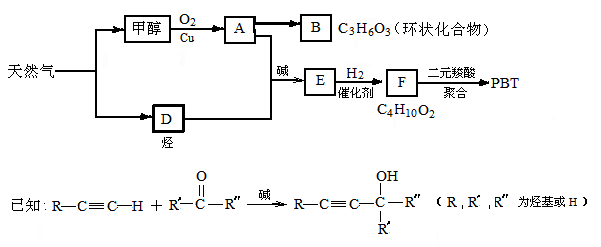 甲醇 O₂ Cu A B C₃H₆O₃（环状化合物）
天然气 碱 E H₂ 催化剂 F 二元羧酸 聚合 PBT
D 烃 C₄H₁₀O₂
已知: R—C≡C—H + R′—C(=O)—R″ 碱 R—C≡C—C(OH)(R′)—R″ （R , R′ , R″ 为烃基或 H）